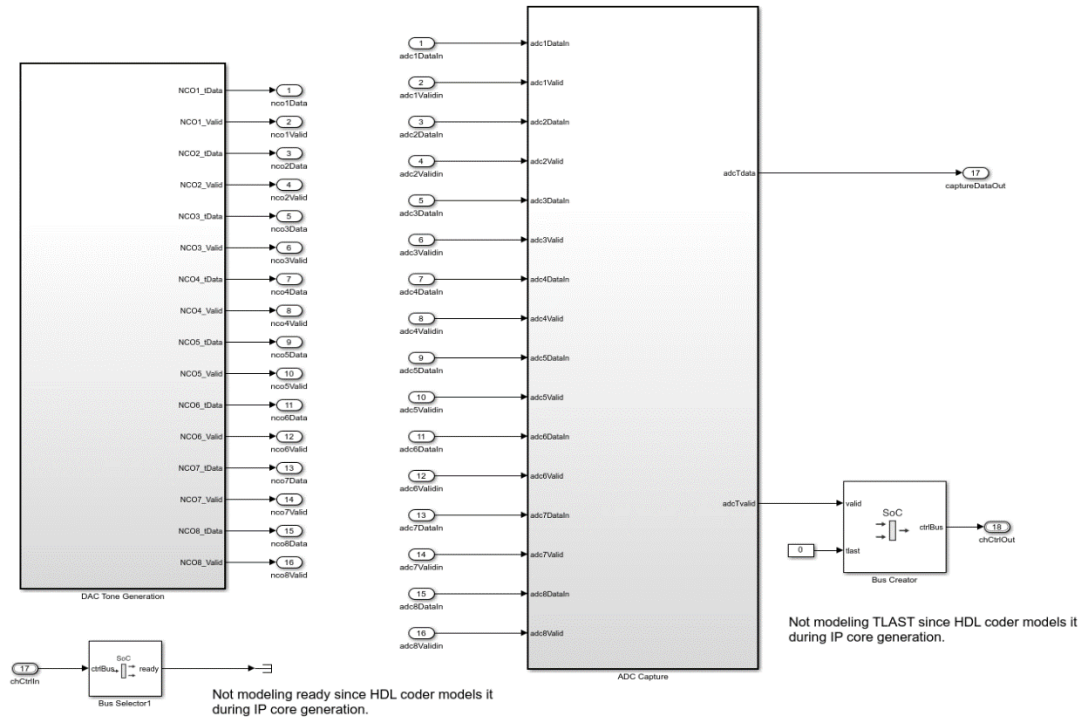 NCO1_tData
1
nco1Data
NCO1_Valid
2
nco1Valid
NCO2_tData
3
nco2Data
NCO2_Valid
4
nco2Valid
NCO3_tData
5
nco3Data
NCO3_Valid
6
nco3Valid
NCO4_tData
7
nco4Data
NCO4_Valid
8
nco4Valid
NCO5_tData
9
nco5Data
NCO5_Valid
10
nco5Valid
NCO6_tData
11
nco6Data
NCO6_Valid
12
nco6Valid
NCO7_tData
13
nco7Data
NCO7_Valid
14
nco7Valid
NCO8_tData
15
nco8Data
NCO8_Valid
16
nco8Valid
DAC Tone Generation
17
chCtrlIn
ctrlBus
SoC
ready
Bus Selector1
Not modeling ready since HDL coder models it
during IP core generation.
1
adc1DataIn
adc1DataIn
2
adc1ValidIn
adc1Valid
3
adc2DataIn
adc2DataIn
4
adc2ValidIn
adc2Valid
5
adc3DataIn
adc3DataIn
6
adc3ValidIn
adc3Valid
7
adc4DataIn
adc4DataIn
8
adc4ValidIn
adc4Valid
9
adc5DataIn
adc5DataIn
10
adc5ValidIn
adc5Valid
11
adc6DataIn
adc6DataIn
12
adc6ValidIn
adc6Valid
13
adc7DataIn
adc7DataIn
14
adc7ValidIn
adc7Valid
15
adc8DataIn
adc8DataIn
16
adc8ValidIn
adc8Valid
adcTdata
adcTvalid
ADC Capture
17
captureDataOut
valid
SoC
ctrlBus
0
tlast
Bus Creator
18
chCtrlOut
Not modeling TLAST since HDL coder models it
during IP core generation.